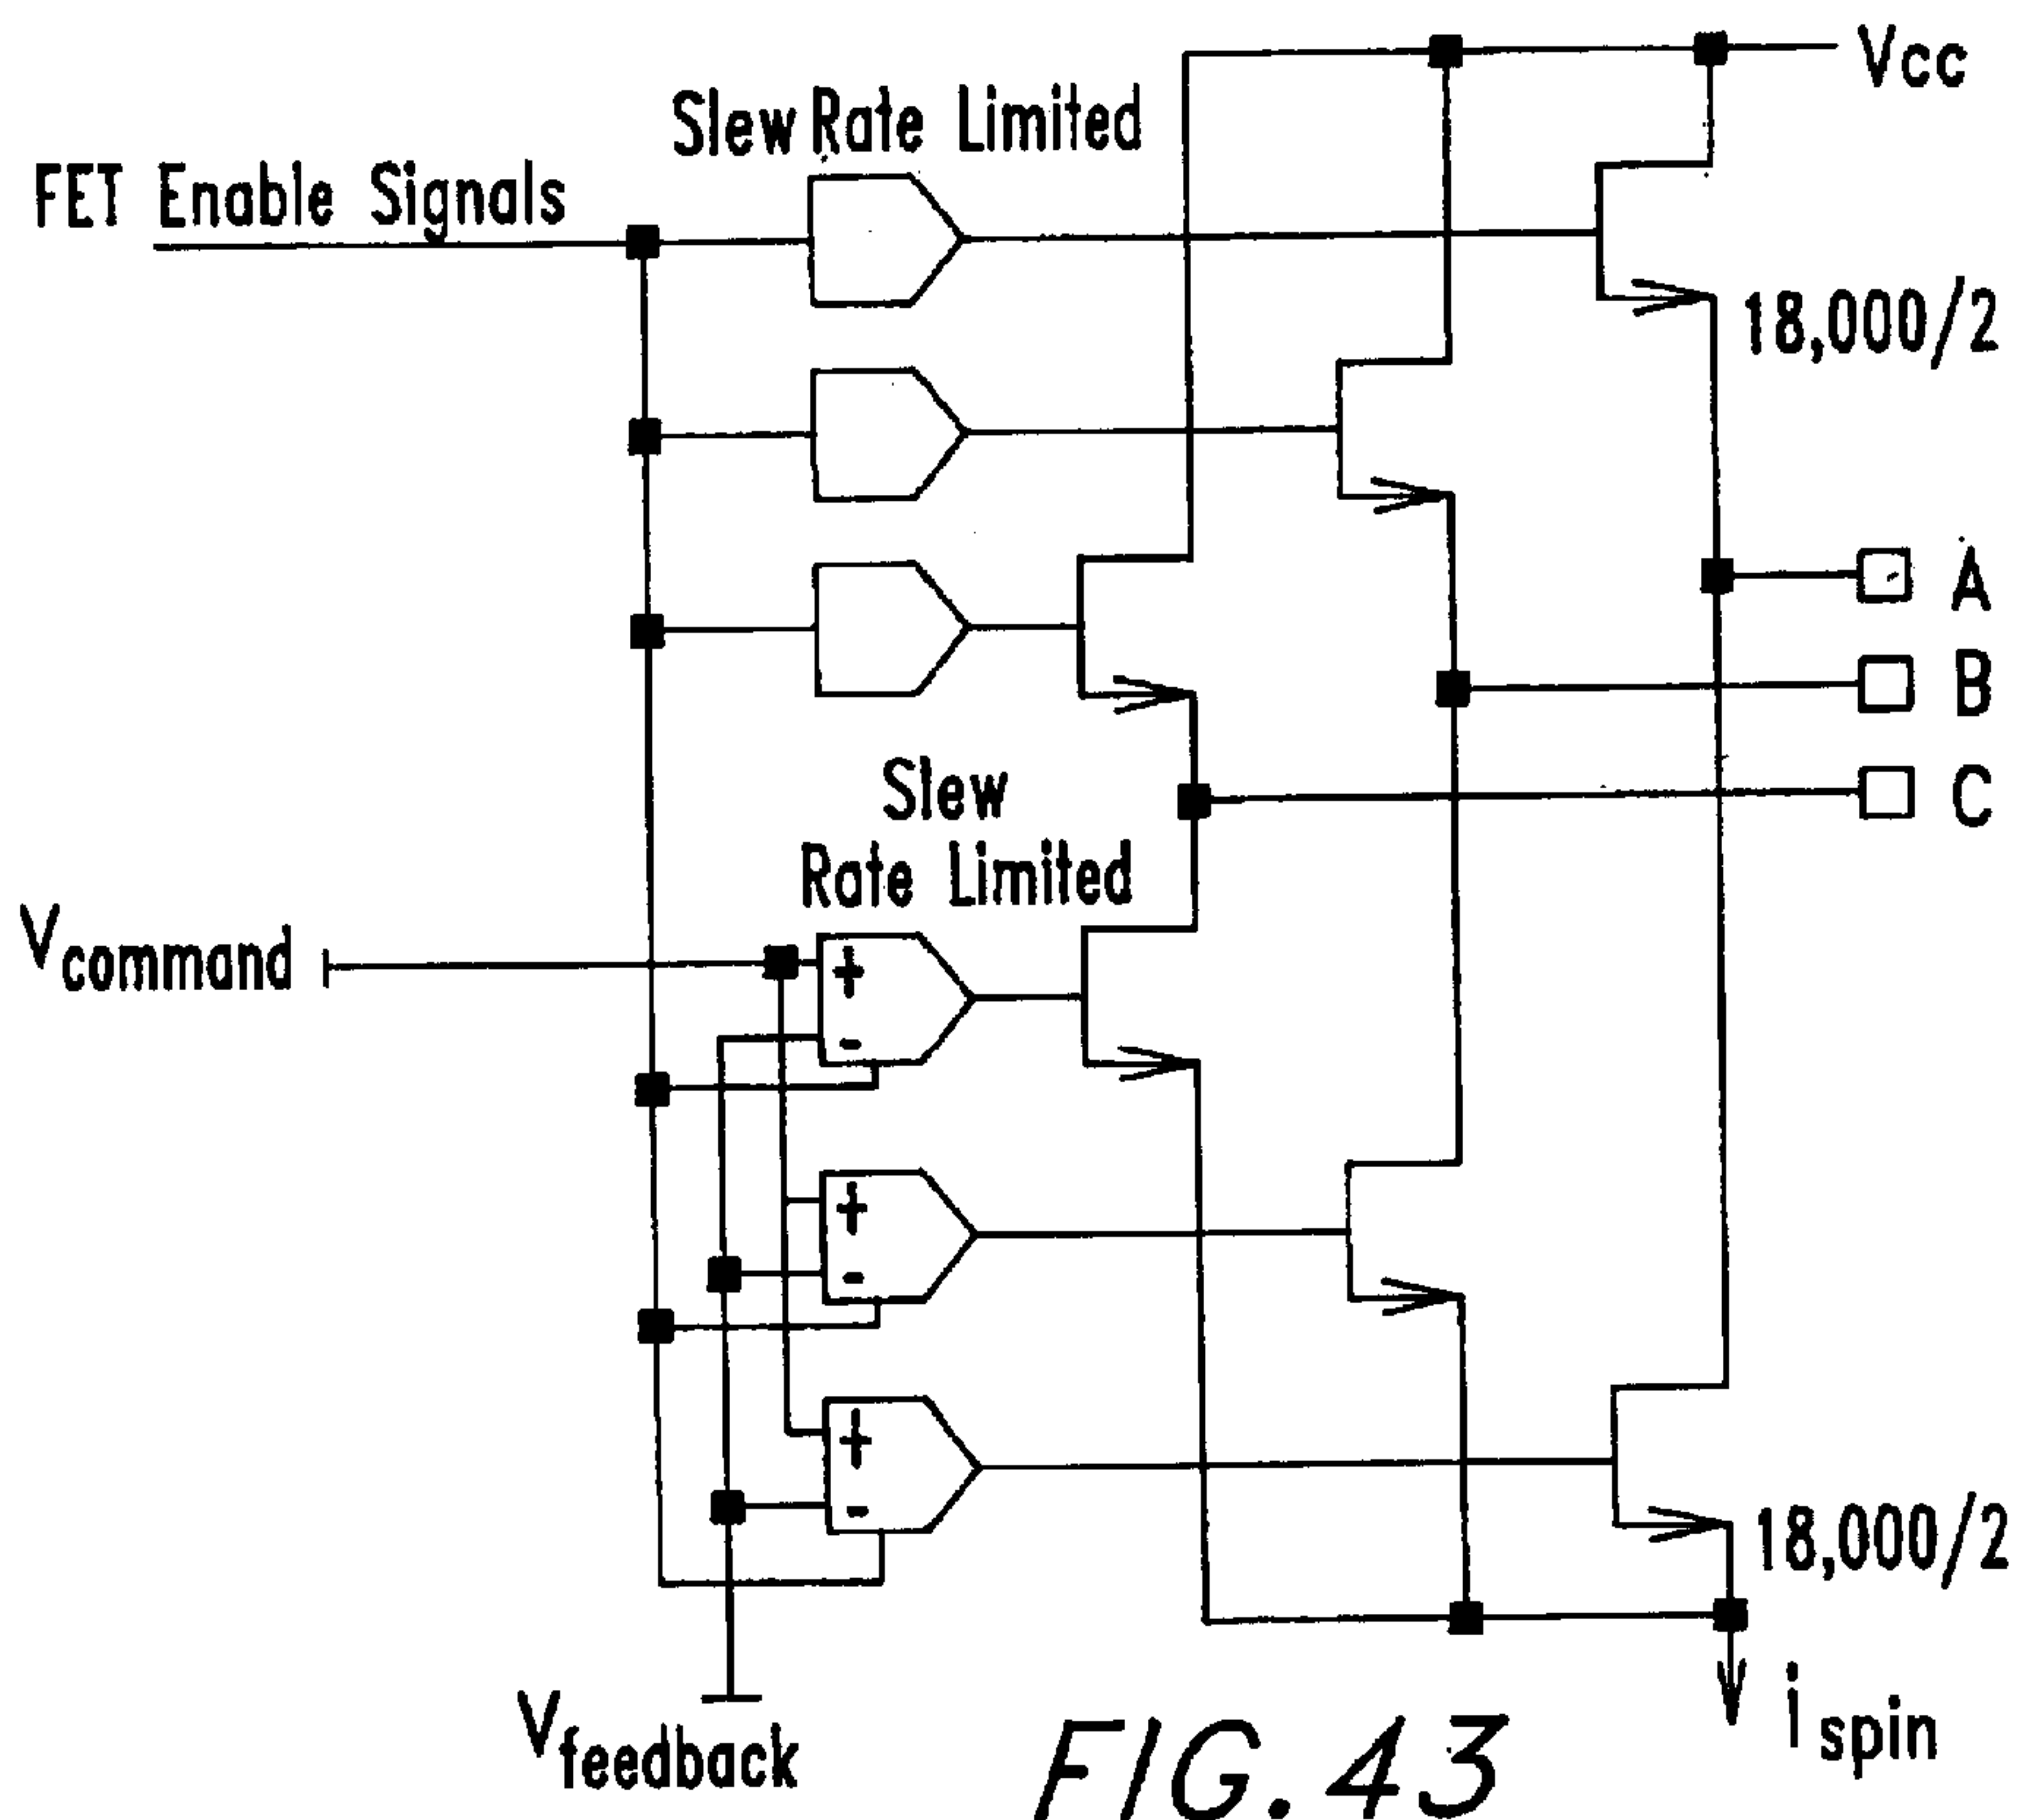 Vcc
Slew Rate Limited
FET Enable Signals
18,000/2
A
B
C
Slew
Rate Limited
Vcommand
+
-
+
-
+
-
18,000/2
Vfeedback
ispin
FIG. 43